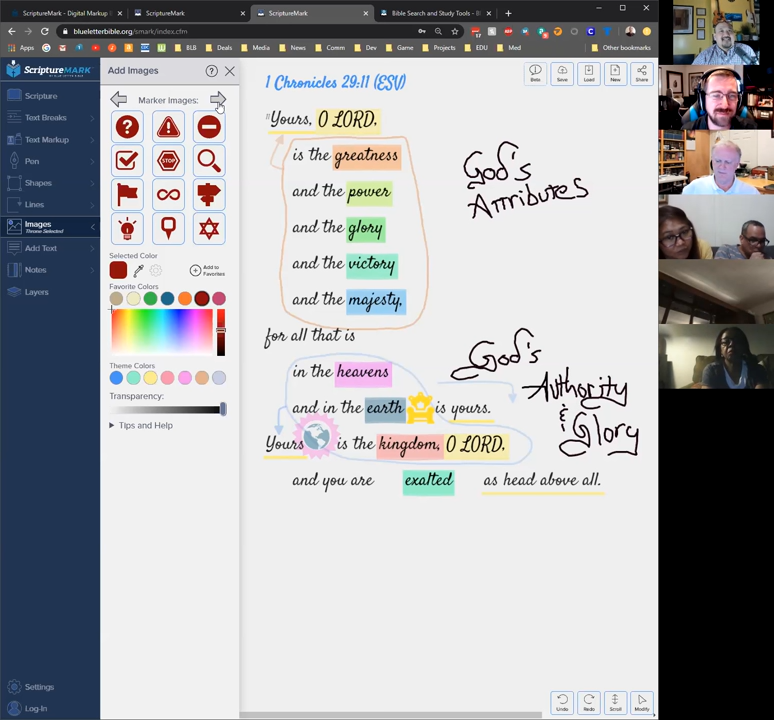 ScriptureMark - Digital Markup B
ScriptureMark
ScriptureMark
Bible Search and Study Tools - Bl
blueletterbible.org/smark/index.cfm
Apps
BLB
Deals
Media
News
Comm
Dev
Game
Projects
EDU
Med
Other bookmarks
SCRIPTUREMARK
Scripture
Text Breaks
Text Markup
Pen
Shapes
Lines
Images
Add Text
Notes
Layers
Settings
Log-In
Add Images
Marker Images:
STOP
Selected Color
Add to Favorites
Favorite Colors
Theme Colors
Transparency:
Tips and Help
Beta
Save
Load
New
Share
1 Chronicles 29:11 (ESV)
11 Yours, O LORD,
is the greatness
and the power
and the glory
and the victory
and the majesty,
for all that is
in the heavens
and in the earth is yours.
Yours is the kingdom, O LORD,
and you are exalted as head above all.
God's
Attributes
God's
Authority
& Glory
Undo
Redo
Scroll
Modify